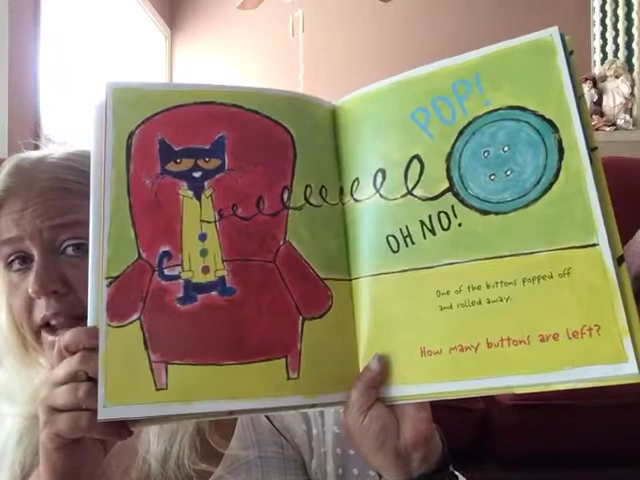 POP!
OH NO!
One of the buttons popped off
and rolled away.
How many buttons are left?